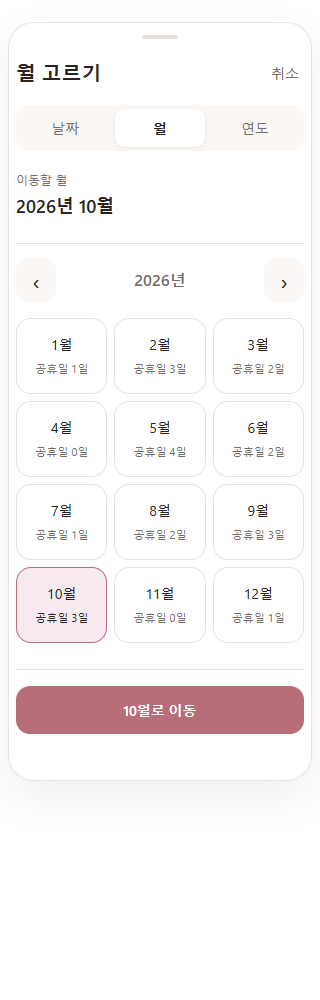 월 고르기 취소
날짜 월 연도
이동할 월
2026년 10월
‹ 2026년 ›
1월 2월 3월
공휴일 1일 공휴일 3일 공휴일 2일
4월 5월 6월
공휴일 0일 공휴일 4일 공휴일 2일
7월 8월 9월
공휴일 1일 공휴일 2일 공휴일 3일
10월 11월 12월
공휴일 3일 공휴일 0일 공휴일 1일
10월로 이동